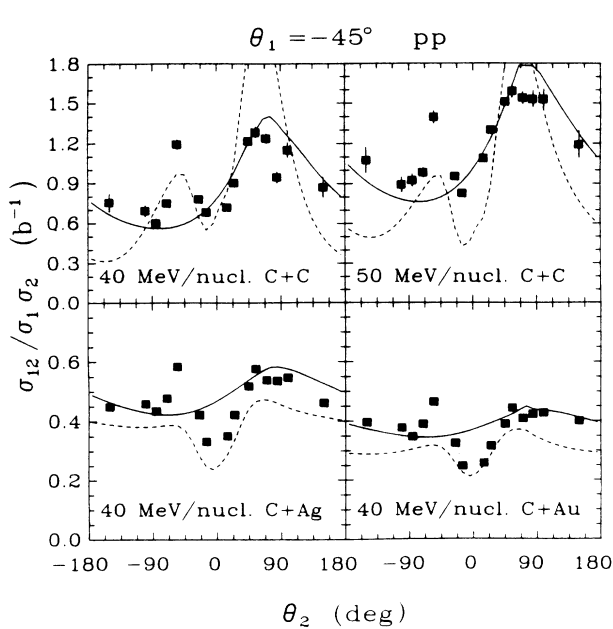 θ₁ = −45° pp
1.8
1.5
1.2
0.9
0.6
0.3
0.0
40 MeV/nucl. C+C
50 MeV/nucl. C+C
σ₁₂/σ₁σ₂ (b⁻¹)
0.6
0.4
0.2
0.0
40 MeV/nucl. C+Ag
40 MeV/nucl. C+Au
−180 −90 0 90 180 −90 0 90 180
θ₂ (deg)